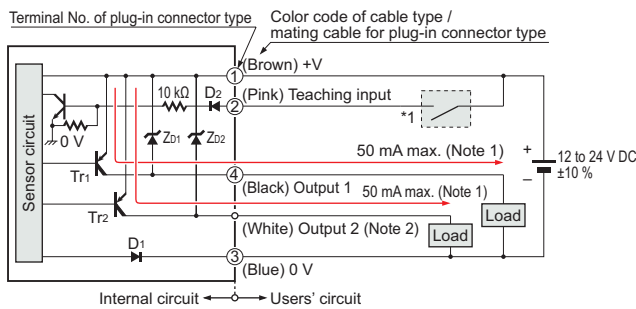 Terminal No. of plug-in connector type
Color code of cable type /
mating cable for plug-in connector type
1
(Brown) +V
10 kΩ
D2
2
(Pink) Teaching input
*1
Sensor circuit
0 V
ZD1
ZD2
50 mA max. (Note 1)
+
12 to 24 V DC
±10 %
–
Tr1
4
(Black) Output 1
50 mA max. (Note 1)
Load
Tr2
(White) Output 2 (Note 2)
Load
D1
3
(Blue) 0 V
Internal circuit
Users' circuit